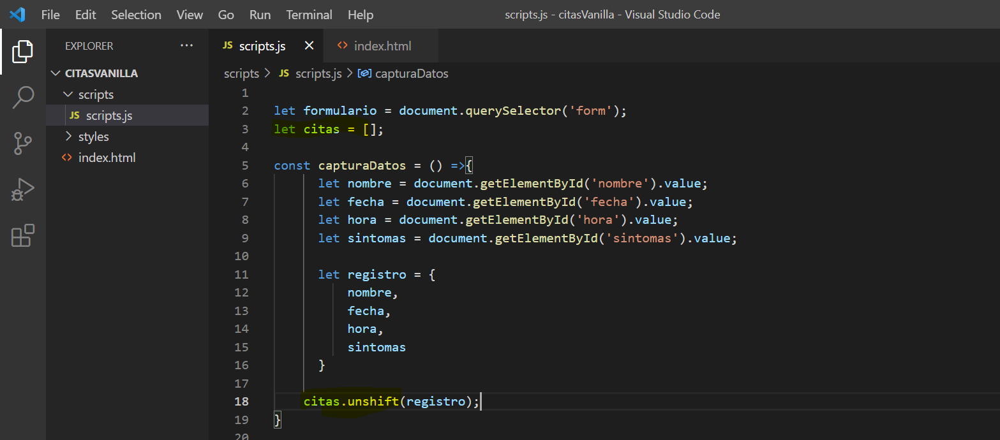 File Edit Selection View Go Run Terminal Help scripts.js - citasVanilla - Visual Studio Code
EXPLORER ···
CITASVANILLA
scripts
JS scripts.js
styles
<> index.html
JS scripts.js × <> index.html
scripts > JS scripts.js > capturaDatos
1
2 let formulario = document.querySelector('form');
3 let citas = [];
4
5 const capturaDatos = () =>{
6 let nombre = document.getElementById('nombre').value;
7 let fecha = document.getElementById('fecha').value;
8 let hora = document.getElementById('hora').value;
9 let sintomas = document.getElementById('sintomas').value;
10
11 let registro = {
12 nombre,
13 fecha,
14 hora,
15 sintomas
16 }
17
18 citas.unshift(registro);
19 }
20